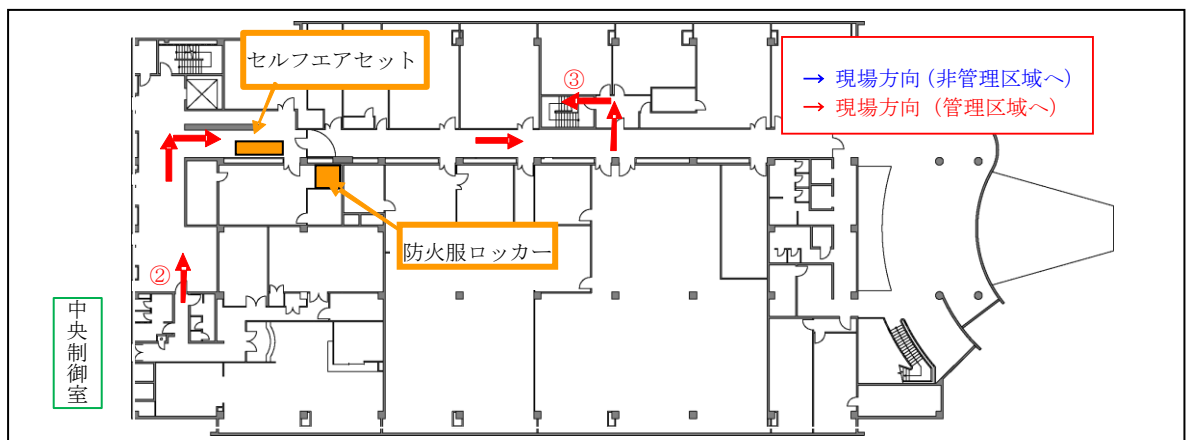 セルフエアセット
③
→ 現場方向 (非管理区域へ)
→ 現場方向 (管理区域へ)
防火服ロッカー
②
中央制御室